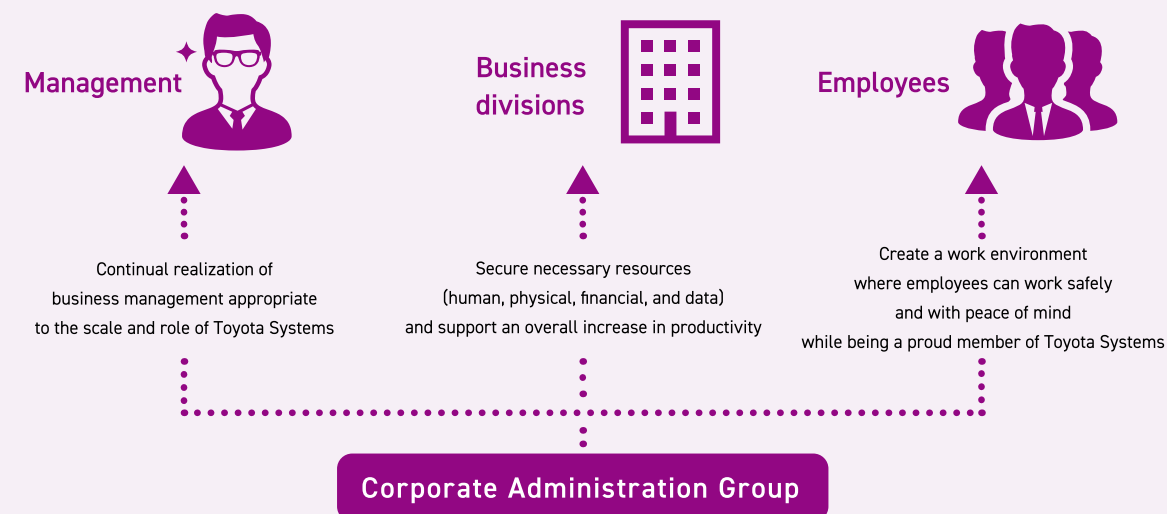 Management
Business
divisions
Employees
Continual realization of
business management appropriate
to the scale and role of Toyota Systems
Secure necessary resources
(human, physical, financial, and data)
and support an overall increase in productivity
Create a work environment
where employees can work safely
and with peace of mind
while being a proud member of Toyota Systems
Corporate Administration Group